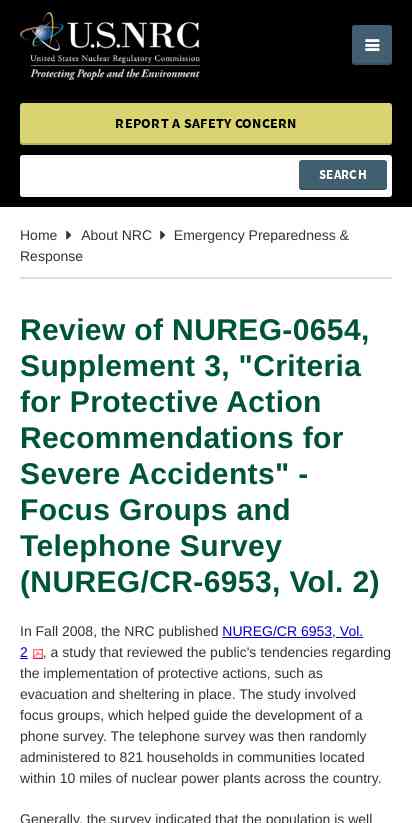 U.S.NRC
United States Nuclear Regulatory Commission
Protecting People and the Environment
REPORT A SAFETY CONCERN
SEARCH
Home About NRC Emergency Preparedness &
Response
Review of NUREG-0654,
Supplement 3, "Criteria
for Protective Action
Recommendations for
Severe Accidents" -
Focus Groups and
Telephone Survey
(NUREG/CR-6953, Vol. 2)
In Fall 2008, the NRC published NUREG/CR 6953, Vol.
2, a study that reviewed the public's tendencies regarding
the implementation of protective actions, such as
evacuation and sheltering in place. The study involved
focus groups, which helped guide the development of a
phone survey. The telephone survey was then randomly
administered to 821 households in communities located
within 10 miles of nuclear power plants across the country.
Generally, the survey indicated that the population is well